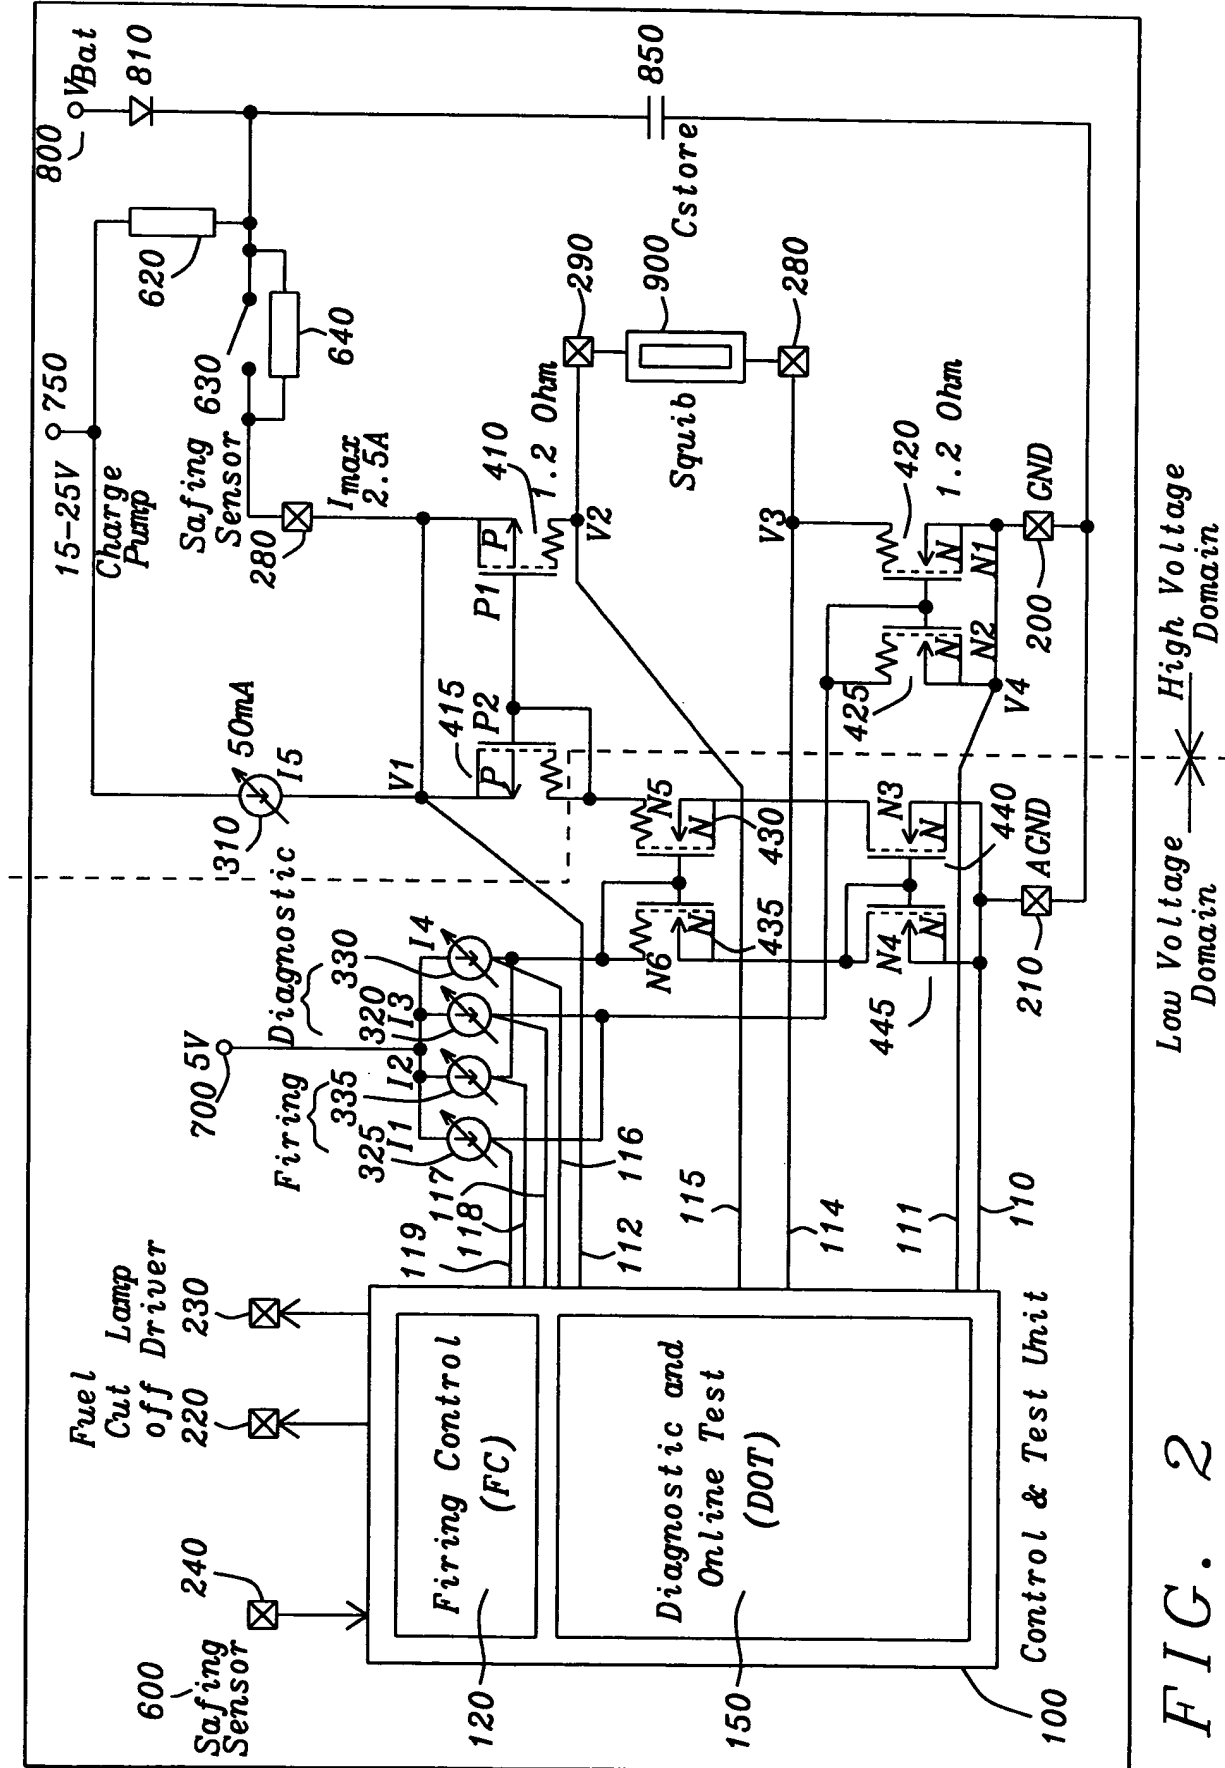 800
VBat
810
15-25V
750
Charge
Pump
620
630
640
Safing
Sensor
280
Imax
2.5A
850
Cstore
290
900
Squib
280
410
1.2 Ohm
P
P1
V2
V3
420
1.2 Ohm
N
N1
GND
200
50mA
I5
310
V1
415
P2
P
425
N
N2
V4
High Voltage
Domain
Low Voltage
Domain
Diagnostic
330
I4
320
I3
700
5V
Firing
335
I2
325
I1
N5
N
430
N6
N
435
N3
N
440
N4
N
445
AGND
210
119
118
117
116
112
115
114
111
110
Fuel
Cut
off
220
Lamp
Driver
230
600
Safing
Sensor
240
Firing Control
(FC)
120
Diagnostic and
Online Test
(DOT)
150
Control & Test Unit
100
FIG. 2